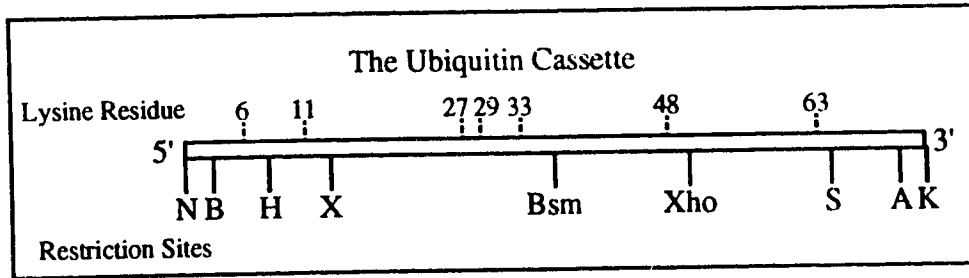 The Ubiquitin Cassette
Lysine Residue 6 11 27 29 33 48 63
5' 3'
N B H X Bsm Xho S A K
Restriction Sites